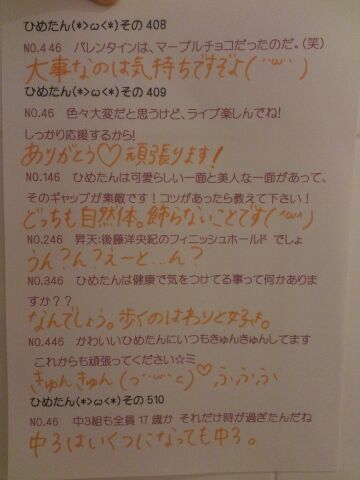 ひめたん(*>ω<*)その 408
NO.446　バレンタインは、マーブルチョコだったのだ。(笑)
大事なのは気持ちですぞよ(´˘ω˘`)
ひめたん(*>ω<*)その 409
NO.46　色々大変だと思うけど、ライブ楽しんでね!
しっかり応援するから!
ありがとう♡頑張ります!
NO.146　ひめたんは可愛らしい一面と美人な一面があって、
そのギャップが素敵です!コツがあったら教えて下さい!
どっちも自然体。飾らないことです(^ω^)
NO.246　昇天:後藤洋央紀のフィニッシュホールド でしょ
うん?ん?えーと…ん?
NO.346　ひめたんは健康で気をつけてる事って何かありま
すか??
なんでしょう。歩くのはわりと好きよ。
NO.446　かわいいひめたんにいつもきゅんきゅんしてます
これからも頑張ってください☆ミ
きゅんきゅん(っ˘ω˘c)♡ふふふ
ひめたん(*>ω<*)その 510
NO.46　中3組も全員 17 歳か それだけ時が過ぎたんだね
中3はいくつになっても中3。